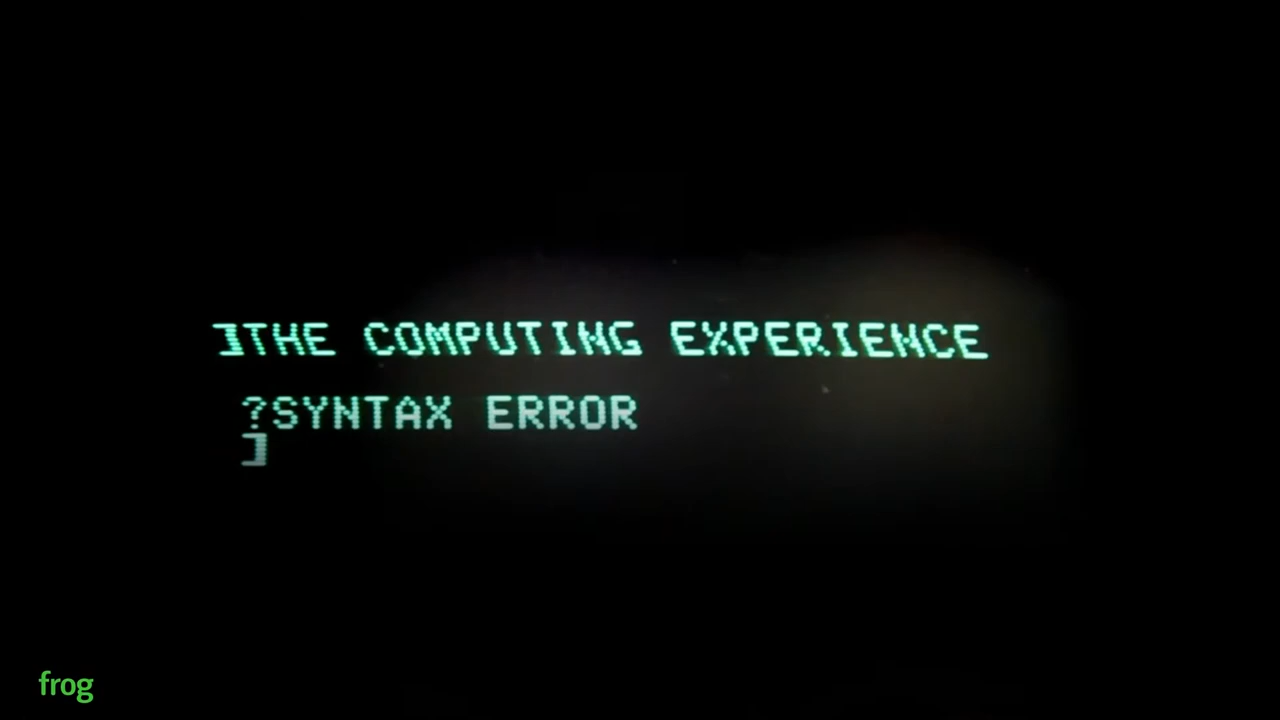 ]THE COMPUTING EXPERIENCE
?SYNTAX ERROR
]
frog